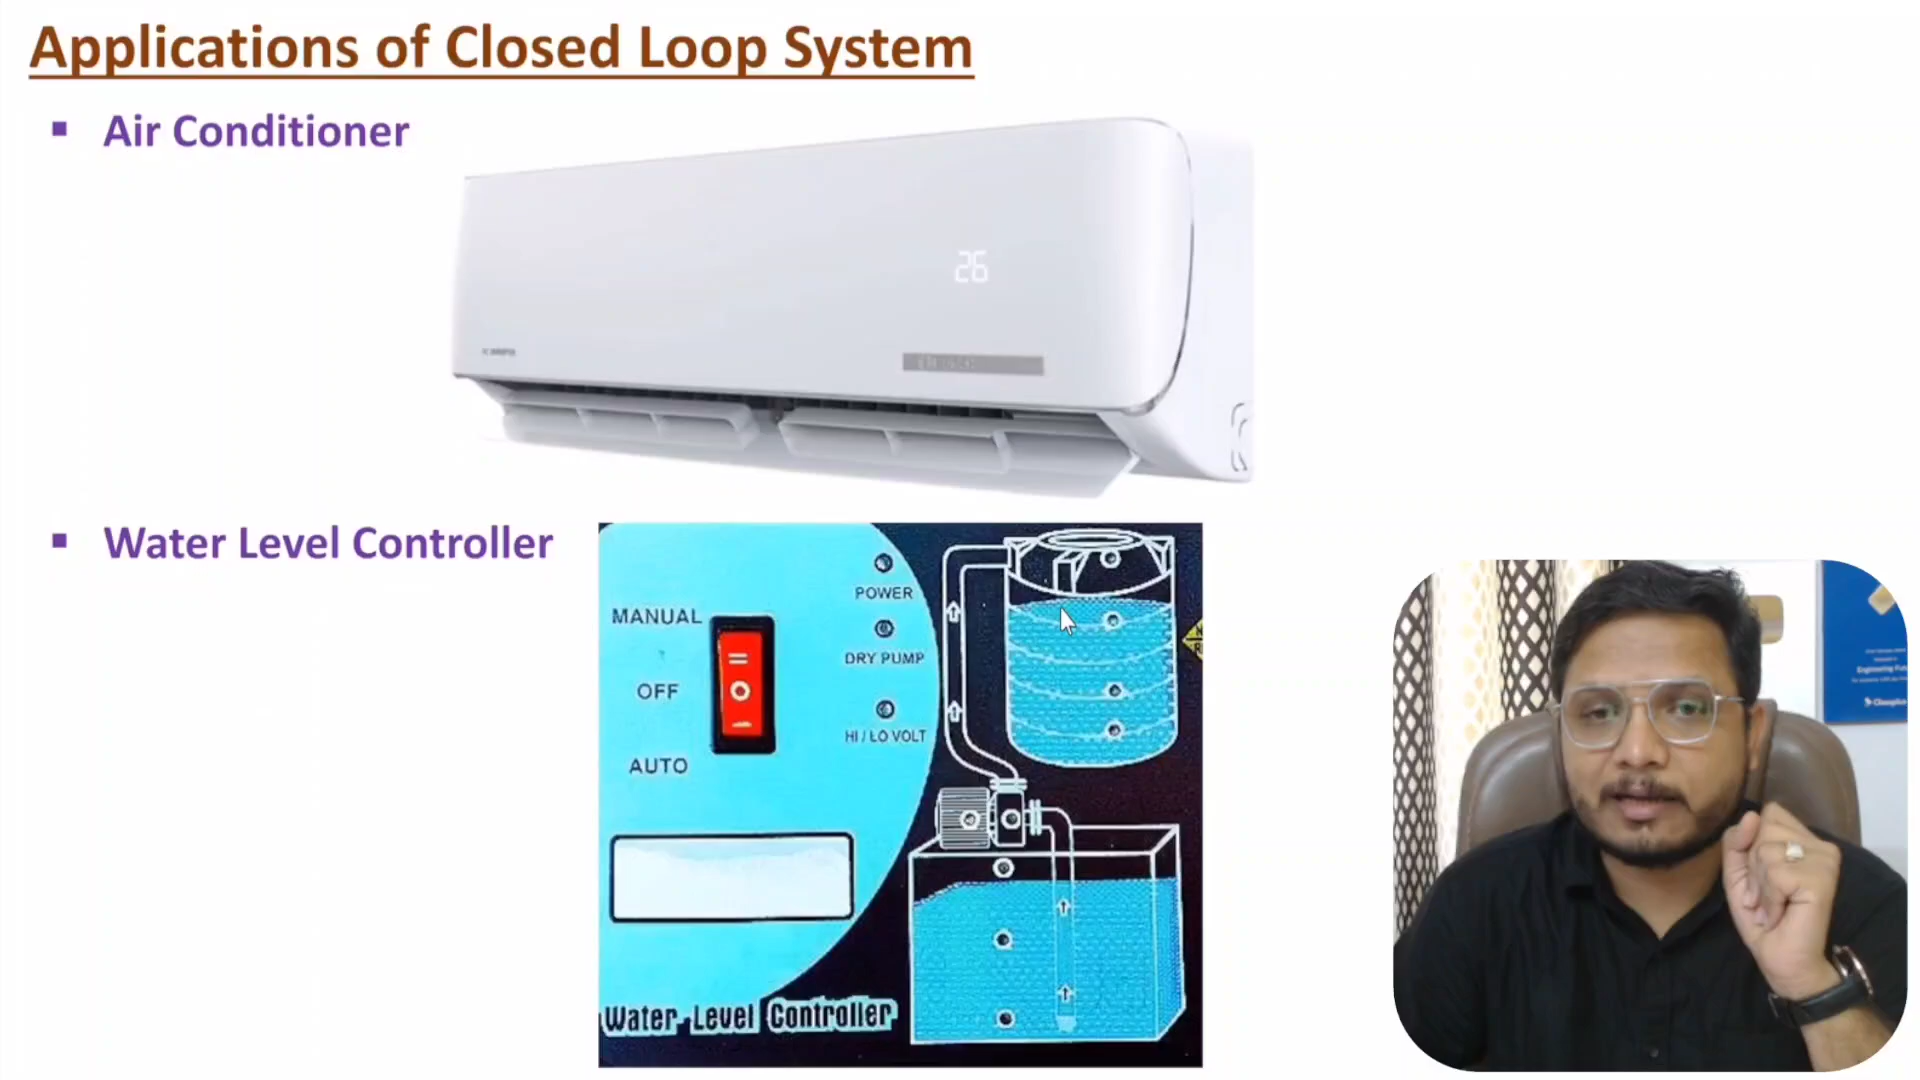 Applications of Closed Loop System
Air Conditioner
26
Water Level Controller
MANUAL
OFF
AUTO
POWER
DRY PUMP
HI / LO VOLT
Water Level Controller